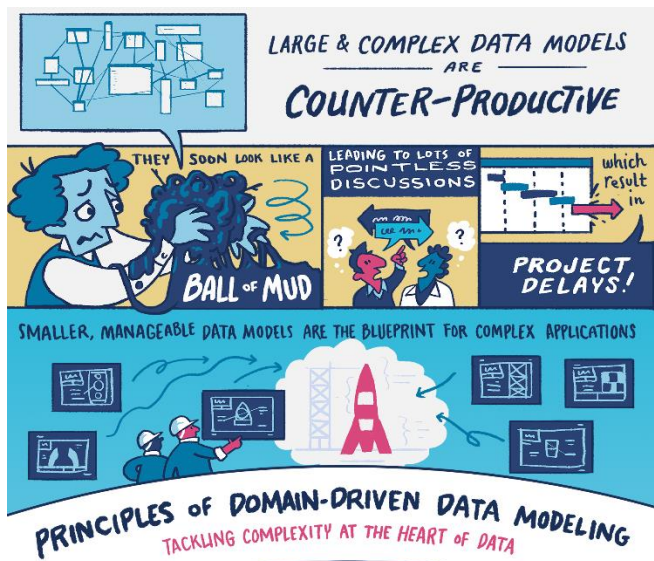 LARGE & COMPLEX DATA MODELS
ARE
COUNTER-PRODUCTIVE
THEY SOON LOOK LIKE A
BALL OF MUD
LEADING TO LOTS OF
POINTLESS
DISCUSSIONS
?
?
which
result
in
PROJECT
DELAYS!
SMALLER, MANAGEABLE DATA MODELS ARE THE BLUEPRINT FOR COMPLEX APPLICATIONS
PRINCIPLES OF DOMAIN-DRIVEN DATA MODELING
TACKLING COMPLEXITY AT THE HEART OF DATA